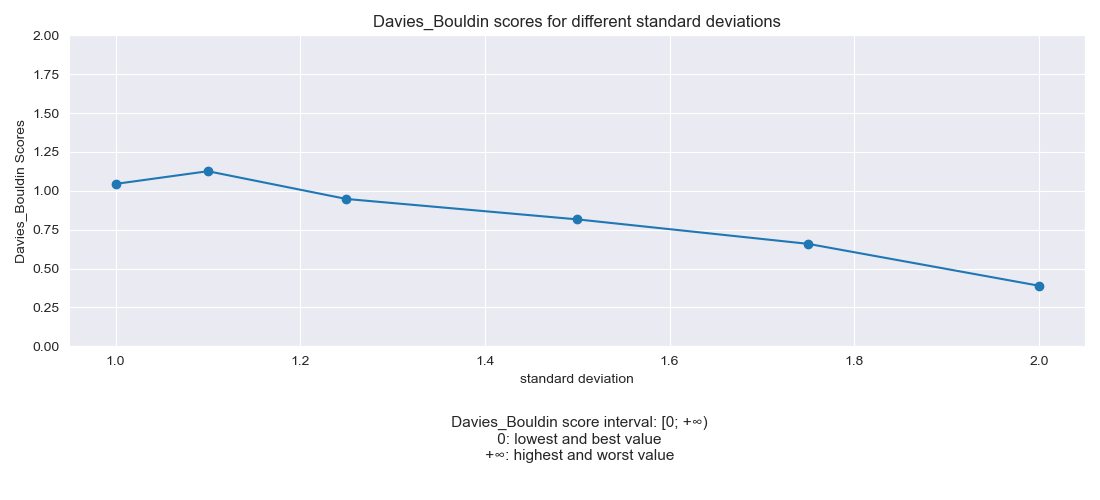 Davies_Bouldin scores for different standard deviations
2.00
1.75
1.50
1.25
1.00
0.75
0.50
0.25
0.00
Davies_Bouldin Scores
1.0 1.2 1.4 1.6 1.8 2.0
standard deviation
Davies_Bouldin score interval: [0; +∞)
0: lowest and best value
+∞: highest and worst value